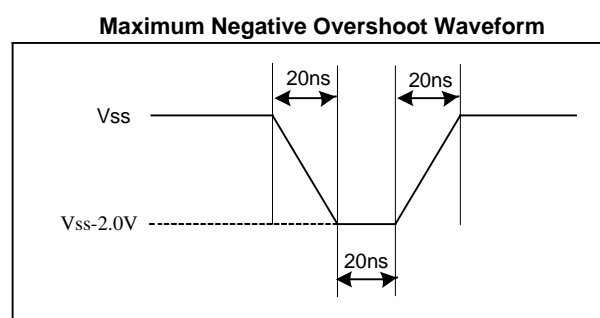 Maximum Negative Overshoot Waveform
20ns 20ns
Vss
Vss-2.0V
20ns